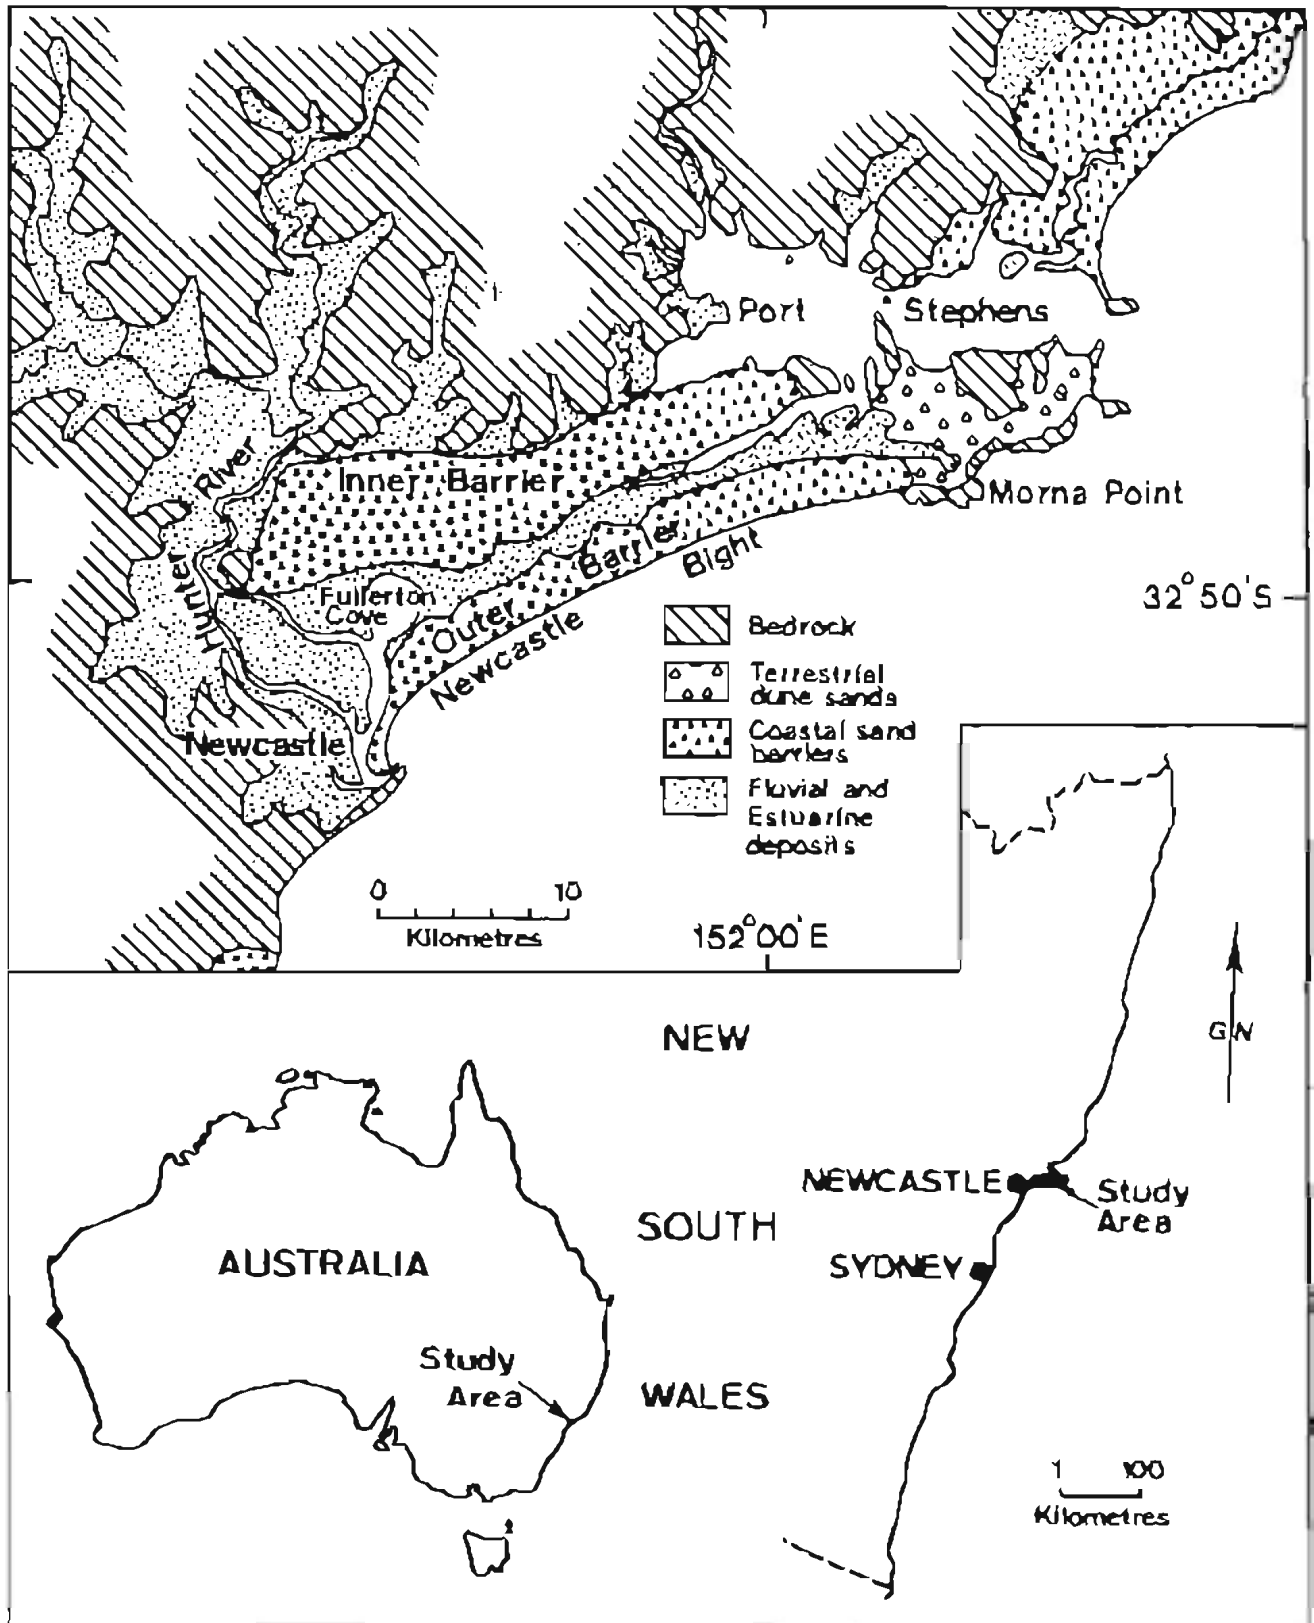 Port Stephens
River
Inner Barrier
Morna Point
Hunter
Barrier
Bight
Fullerton
Cove
Outer
Newcastle
32°50'S
Bedrock
Terrestrial
dune sands
Coastal sand
barriers
Fluvial and
Estuarine
deposits
Newcastle
0 10
Kilometres
152°00'E
NEW
GN
NEWCASTLE
Study
Area
SOUTH
AUSTRALIA
SYDNEY
Study
Area
WALES
1 100
Kilometres